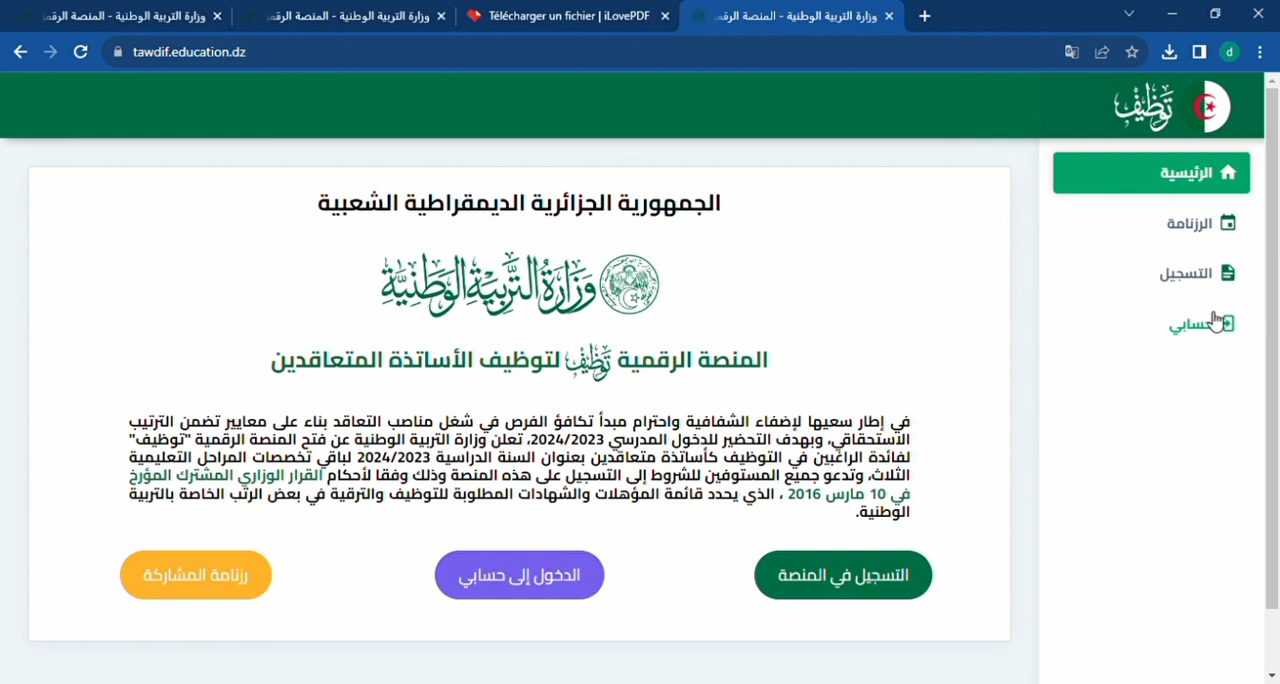 وزارة التربية الوطنية - المنصة الرقمي
وزارة التربية الوطنية - المنصة الرقمي
Télécharger un fichier | iLovePDF
وزارة التربية الوطنية - المنصة الرقمي
tawdif.education.dz
d
توظيف
الرئيسية
الرزنامة
التسجيل
حسابي
الجمهورية الجزائرية الديمقراطية الشعبية
وزارة التربية الوطنية
المنصة الرقمية توظيف لتوظيف الأساتذة المتعاقدين
في إطار سعيها لإضفاء الشفافية واحترام مبدأ تكافؤ الفرص في شغل مناصب التعاقد بناء على معايير تضمن الترتيب
الاستحقاقي، وبهدف التحضير للدخول المدرسي 2024/2023، تعلن وزارة التربية الوطنية عن فتح المنصة الرقمية "توظيف"
لفائدة الراغبين في التوظيف كأساتذة متعاقدين بعنوان السنة الدراسية 2024/2023 لباقي تخصصات المراحل التعليمية
الثلاث، وتدعو جميع المستوفين للشروط إلى التسجيل على هذه المنصة وذلك وفقا لأحكام القرار الوزاري المشترك المؤرخ
في 10 مارس 2016 ، الذي يحدد قائمة المؤهلات والشهادات المطلوبة للتوظيف والترقية في بعض الرتب الخاصة بالتربية
الوطنية.
التسجيل في المنصة
الدخول إلى حسابي
رزنامة المشاركة